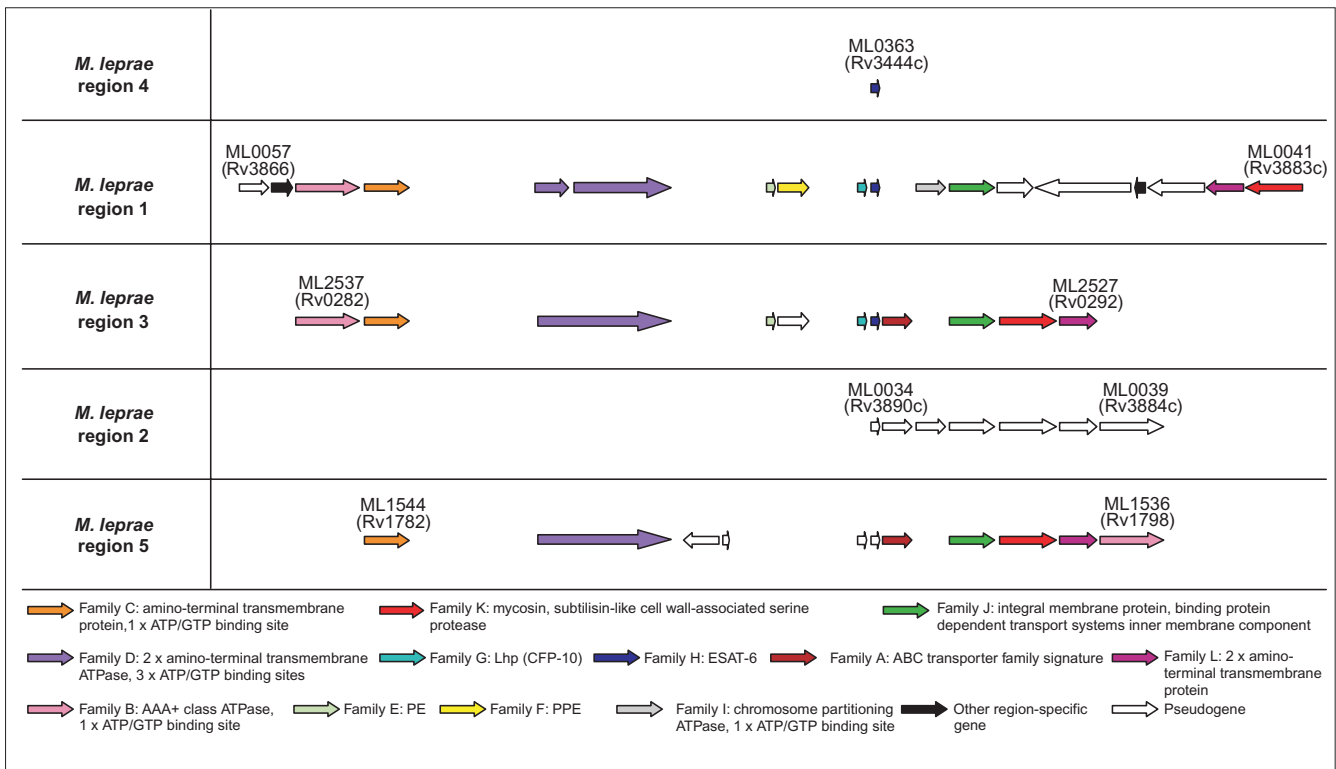 ML0363
(Rv3444c)
M. leprae
region 4
ML0057
(Rv3866)
ML0041
(Rv3883c)
M. leprae
region 1
ML2537
(Rv0282)
ML2527
(Rv0292)
M. leprae
region 3
ML0034
(Rv3890c)
ML0039
(Rv3884c)
M. leprae
region 2
ML1544
(Rv1782)
ML1536
(Rv1798)
M. leprae
region 5
Family C: amino-terminal transmembrane
protein,1 x ATP/GTP binding site
Family K: mycosin, subtilisin-like cell wall-associated serine
protease
Family J: integral membrane protein, binding protein
dependent transport systems inner membrane component
Family D: 2 x amino-terminal transmembrane
ATPase, 3 x ATP/GTP binding sites
Family G: Lhp (CFP-10)
Family H: ESAT-6
Family A: ABC transporter family signature
Family L: 2 x amino-
terminal transmembrane
protein
Family B: AAA+ class ATPase,
1 x ATP/GTP binding site
Family E: PE
Family F: PPE
Family I: chromosome partitioning
ATPase, 1 x ATP/GTP binding site
Other region-specific
gene
Pseudogene